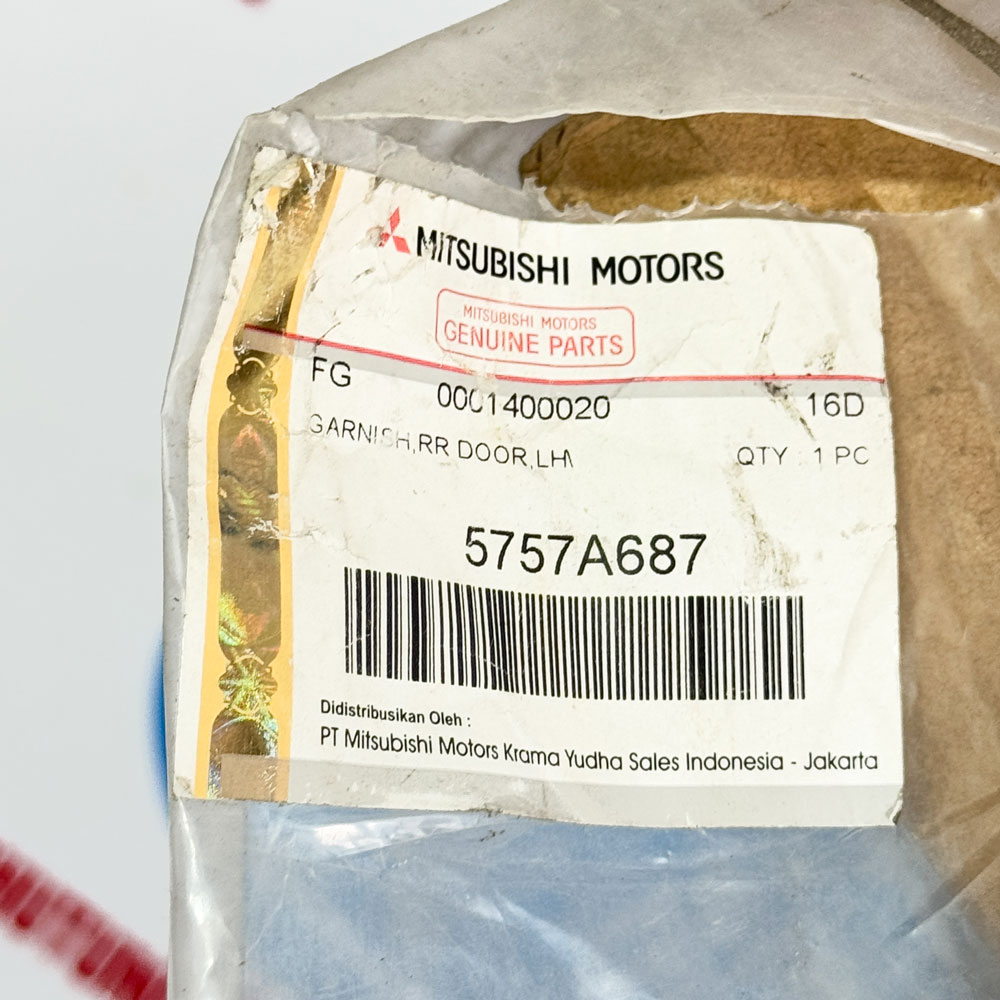 MITSUBISHI MOTORS
MITSUBISHI MOTORS
GENUINE PARTS
FG 0001400020 16D
GARNISH,RR DOOR,LH QTY : 1 PC
5757A687
Didistribusikan Oleh :
PT Mitsubishi Motors Krama Yudha Sales Indonesia - Jakarta